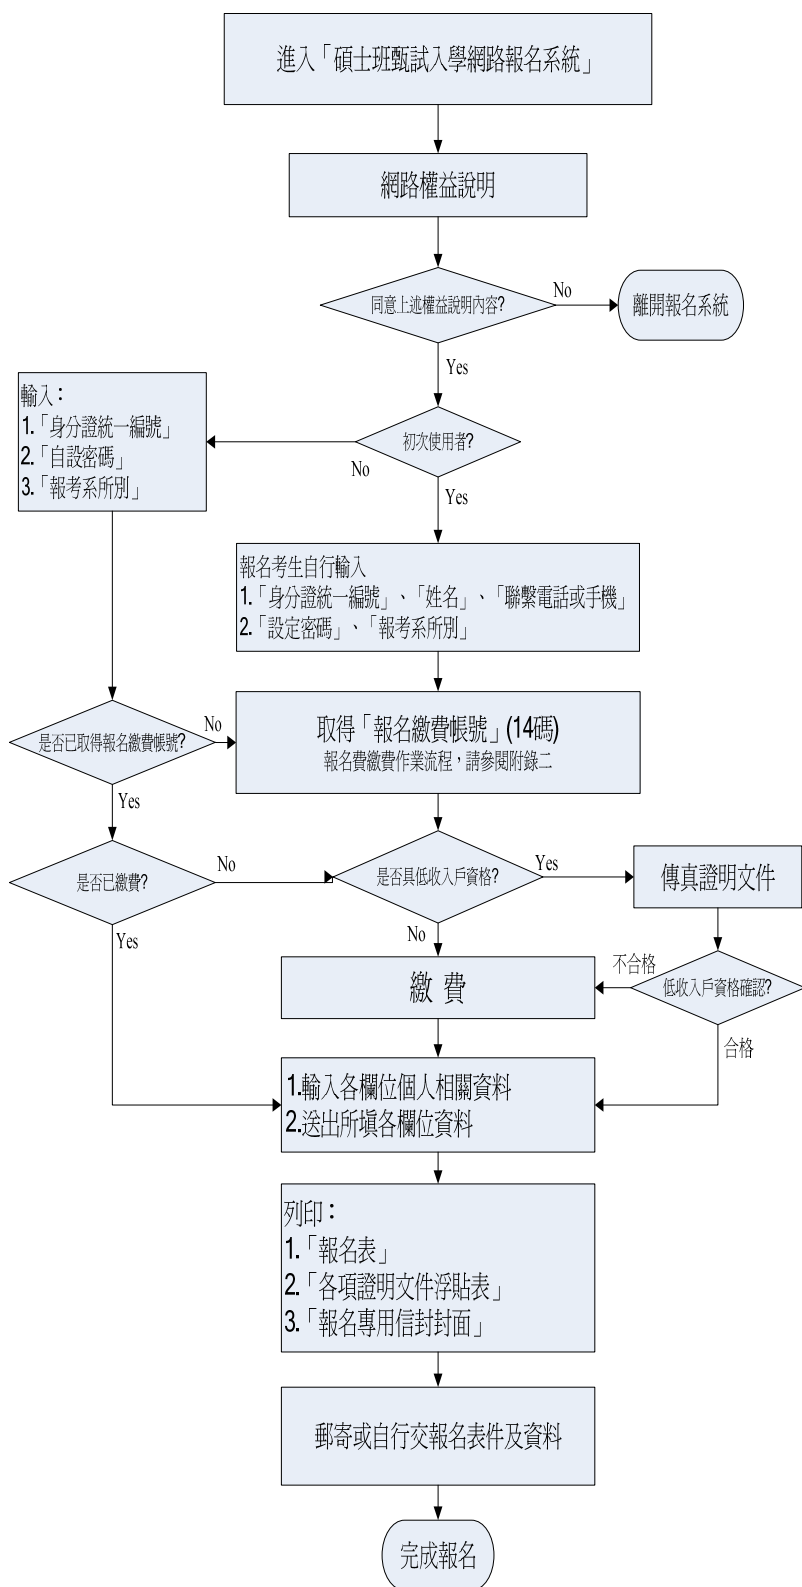 進入「碩士班甄試入學網路報名系統」
網路權益說明
同意上述權益說明內容?
No
離開報名系統
Yes
輸入：
1.「身分證統一編號」
2.「自設密碼」
3.「報考系所別」
初次使用者?
No
Yes
報名考生自行輸入
1.「身分證統一編號」、「姓名」、「聯繫電話或手機」
2.「設定密碼」、「報考系所別」
是否已取得報名繳費帳號?
No
取得「報名繳費帳號」(14碼)
報名費繳費作業流程，請參閱附錄二
Yes
是否已繳費?
No
是否具低收入戶資格?
Yes
傳真證明文件
Yes
No
不合格
低收入戶資格確認?
繳 費
合格
1.輸入各欄位個人相關資料
2.送出所填各欄位資料
列印：
1.「報名表」
2.「各項證明文件浮貼表」
3.「報名專用信封封面」
郵寄或自行交報名表件及資料
完成報名